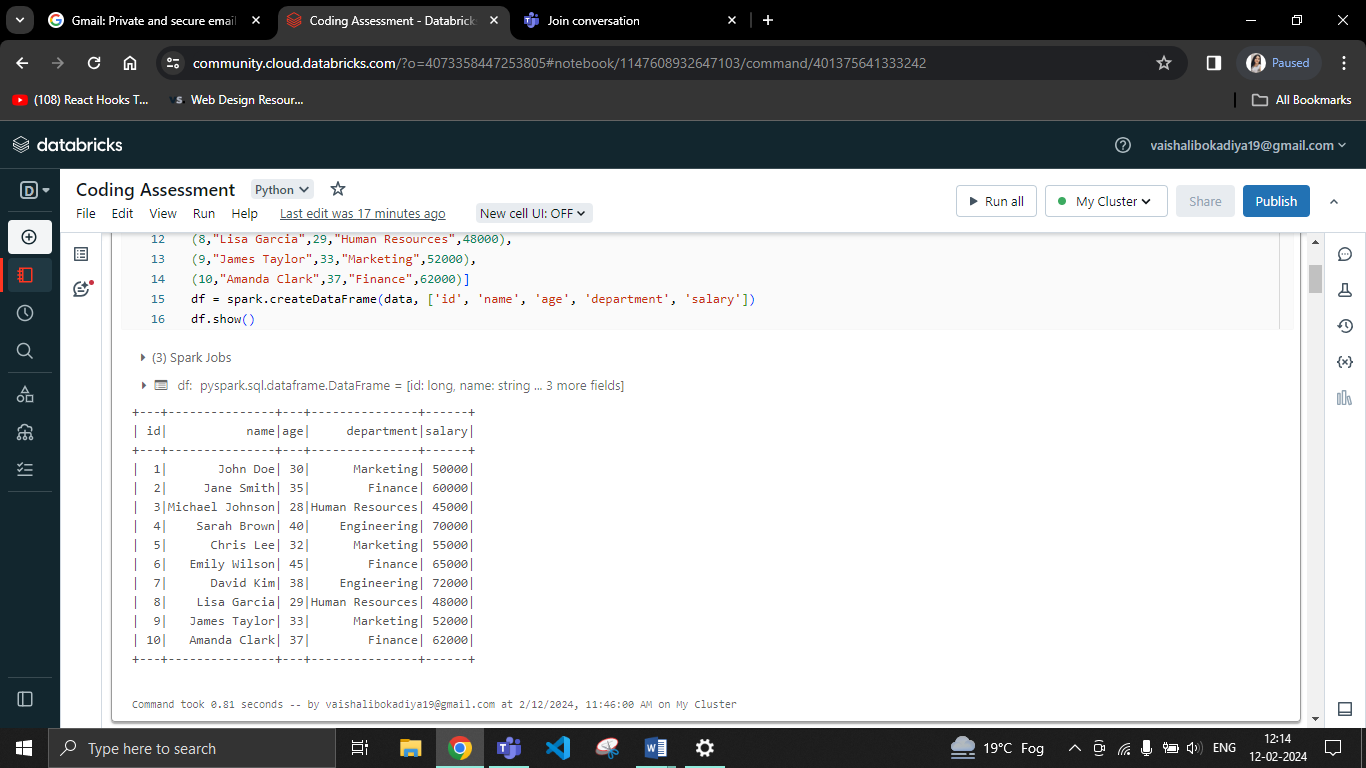 Gmail: Private and secure email
Coding Assessment - Databrick
Join conversation
community.cloud.databricks.com/?o=4073358447253805#notebook/1147608932647103/command/401375641333242
Paused
(108) React Hooks T...
VS
Web Design Resour...
All Bookmarks
databricks
vaishalibokadiya19@gmail.com
D
Coding Assessment
Python
File Edit View Run Help Last edit was 17 minutes ago New cell UI: OFF
Run all
My Cluster
Share
Publish
12 (8,"Lisa Garcia",29,"Human Resources",48000),
13 (9,"James Taylor",33,"Marketing",52000),
14 (10,"Amanda Clark",37,"Finance",62000)]
15 df = spark.createDataFrame(data, ['id', 'name', 'age', 'department', 'salary'])
16 df.show()
(3) Spark Jobs
df: pyspark.sql.dataframe.DataFrame = [id: long, name: string ... 3 more fields]
+---+---------------+---+---------------+------+
| id|           name|age|     department|salary|
+---+---------------+---+---------------+------+
|  1|       John Doe| 30|      Marketing| 50000|
|  2|     Jane Smith| 35|        Finance| 60000|
|  3|Michael Johnson| 28|Human Resources| 45000|
|  4|    Sarah Brown| 40|    Engineering| 70000|
|  5|      Chris Lee| 32|      Marketing| 55000|
|  6|   Emily Wilson| 45|        Finance| 65000|
|  7|      David Kim| 38|    Engineering| 72000|
|  8|    Lisa Garcia| 29|Human Resources| 48000|
|  9|   James Taylor| 33|      Marketing| 52000|
| 10|   Amanda Clark| 37|        Finance| 62000|
+---+---------------+---+---------------+------+
Command took 0.81 seconds -- by vaishalibokadiya19@gmail.com at 2/12/2024, 11:46:00 AM on My Cluster
Type here to search
19°C Fog
ENG
12:14
12-02-2024